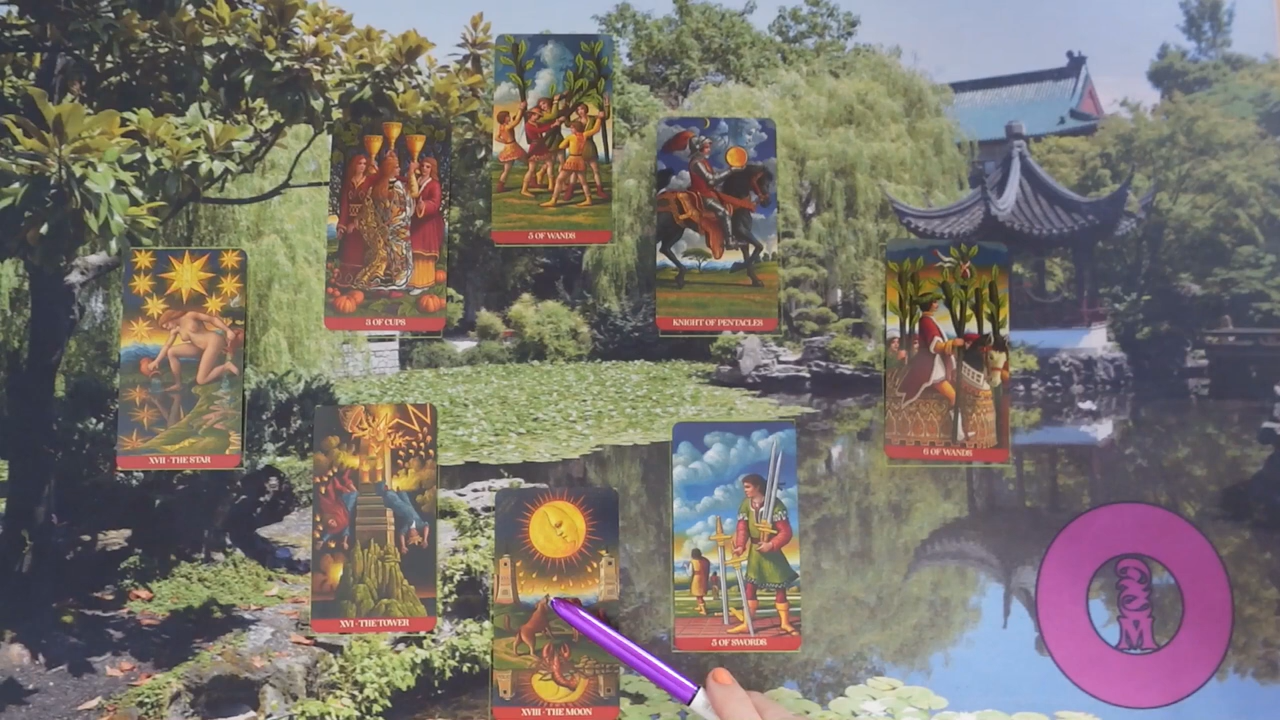 5 OF WANDS
3 OF CUPS
KNIGHT OF PENTACLES
6 OF WANDS
XVII · THE STAR
XVI · THE TOWER
5 OF SWORDS
XVIII · THE MOON